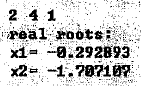 2 4 1
real roots:
x1= -0.292893
x2= -1.707107